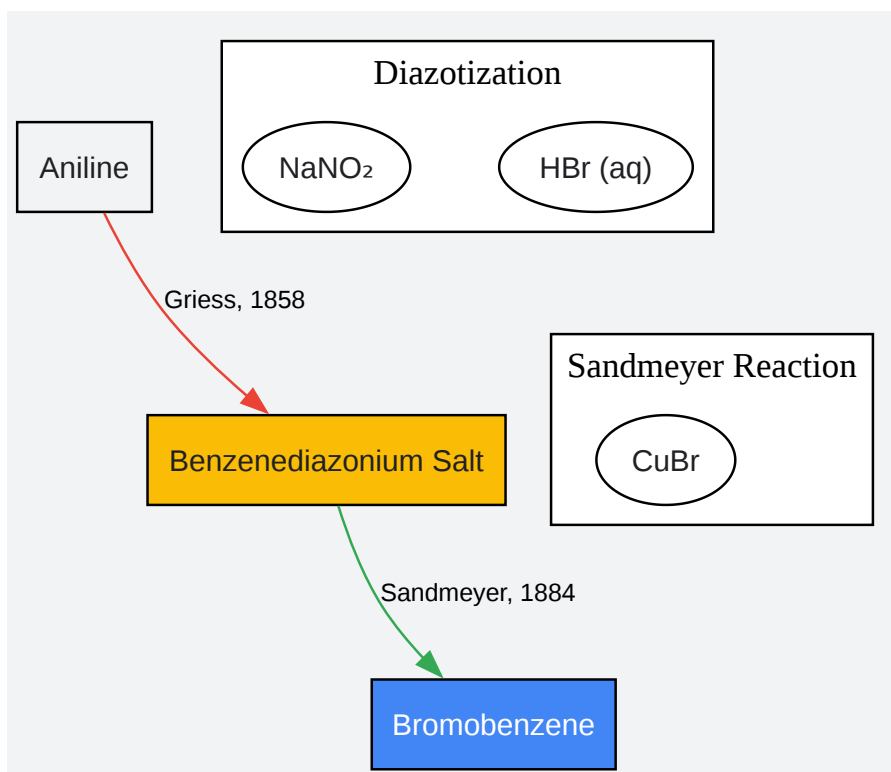 Diazotization
Aniline
NaNO₂
HBr (aq)
Griess, 1858
Sandmeyer Reaction
Benzenediazonium Salt
CuBr
Sandmeyer, 1884
Bromobenzene